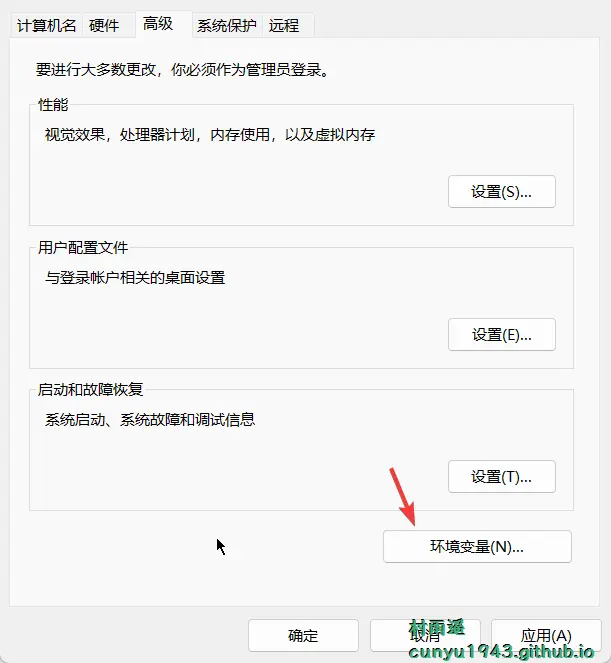 计算机名 硬件 高级 系统保护 远程
要进行大多数更改，你必须作为管理员登录。
性能
视觉效果，处理器计划，内存使用，以及虚拟内存
设置(S)...
用户配置文件
与登录帐户相关的桌面设置
设置(E)...
启动和故障恢复
系统启动、系统故障和调试信息
设置(T)...
环境变量(N)...
确定 取消 应用(A)
村雨遥
cunyu1943.github.io